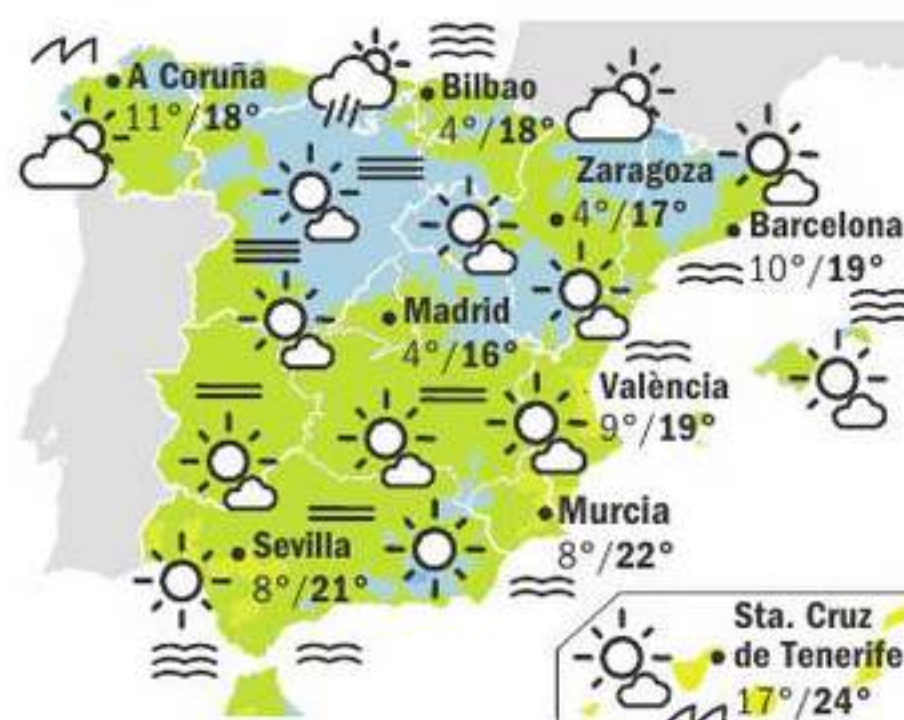 A Coruña
11°/18°
Bilbao
4°/18°
Zaragoza
4°/17°
Barcelona
10°/19°
Madrid
4°/16°
València
9°/19°
Murcia
8°/22°
Sevilla
8°/21°
Sta. Cruz
de Tenerife
17°/24°